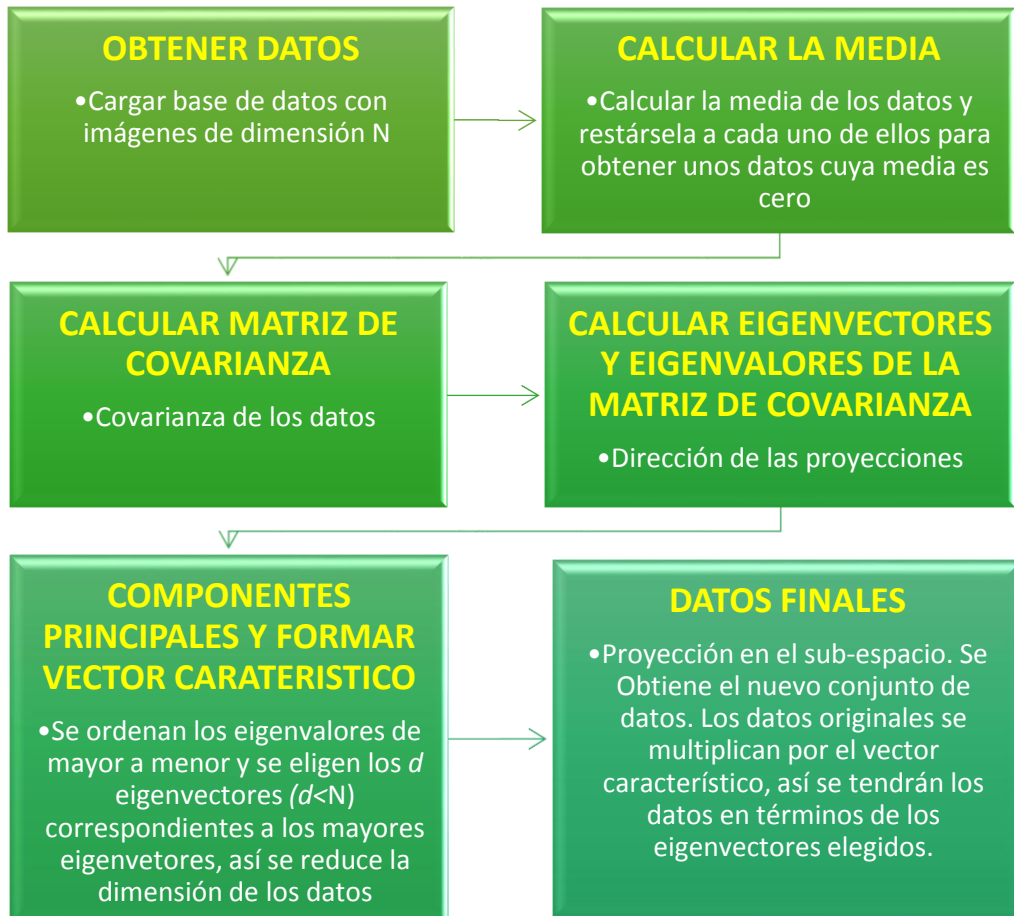 OBTENER DATOS
•Cargar base de datos con
imágenes de dimensión N
CALCULAR LA MEDIA
•Calcular la media de los datos y
restársela a cada uno de ellos para
obtener unos datos cuya media es
cero
CALCULAR MATRIZ DE
COVARIANZA
•Covarianza de los datos
CALCULAR EIGENVECTORES
Y EIGENVALORES DE LA
MATRIZ DE COVARIANZA
•Dirección de las proyecciones
COMPONENTES
PRINCIPALES Y FORMAR
VECTOR CARATERISTICO
•Se ordenan los eigenvalores de
mayor a menor y se eligen los d
eigenvectores (d<N)
correspondientes a los mayores
eigenvetores, así se reduce la
dimensión de los datos
DATOS FINALES
•Proyección en el sub-espacio. Se
Obtiene el nuevo conjunto de
datos. Los datos originales se
multiplican por el vector
característico, así se tendrán los
datos en términos de los
eigenvectores elegidos.